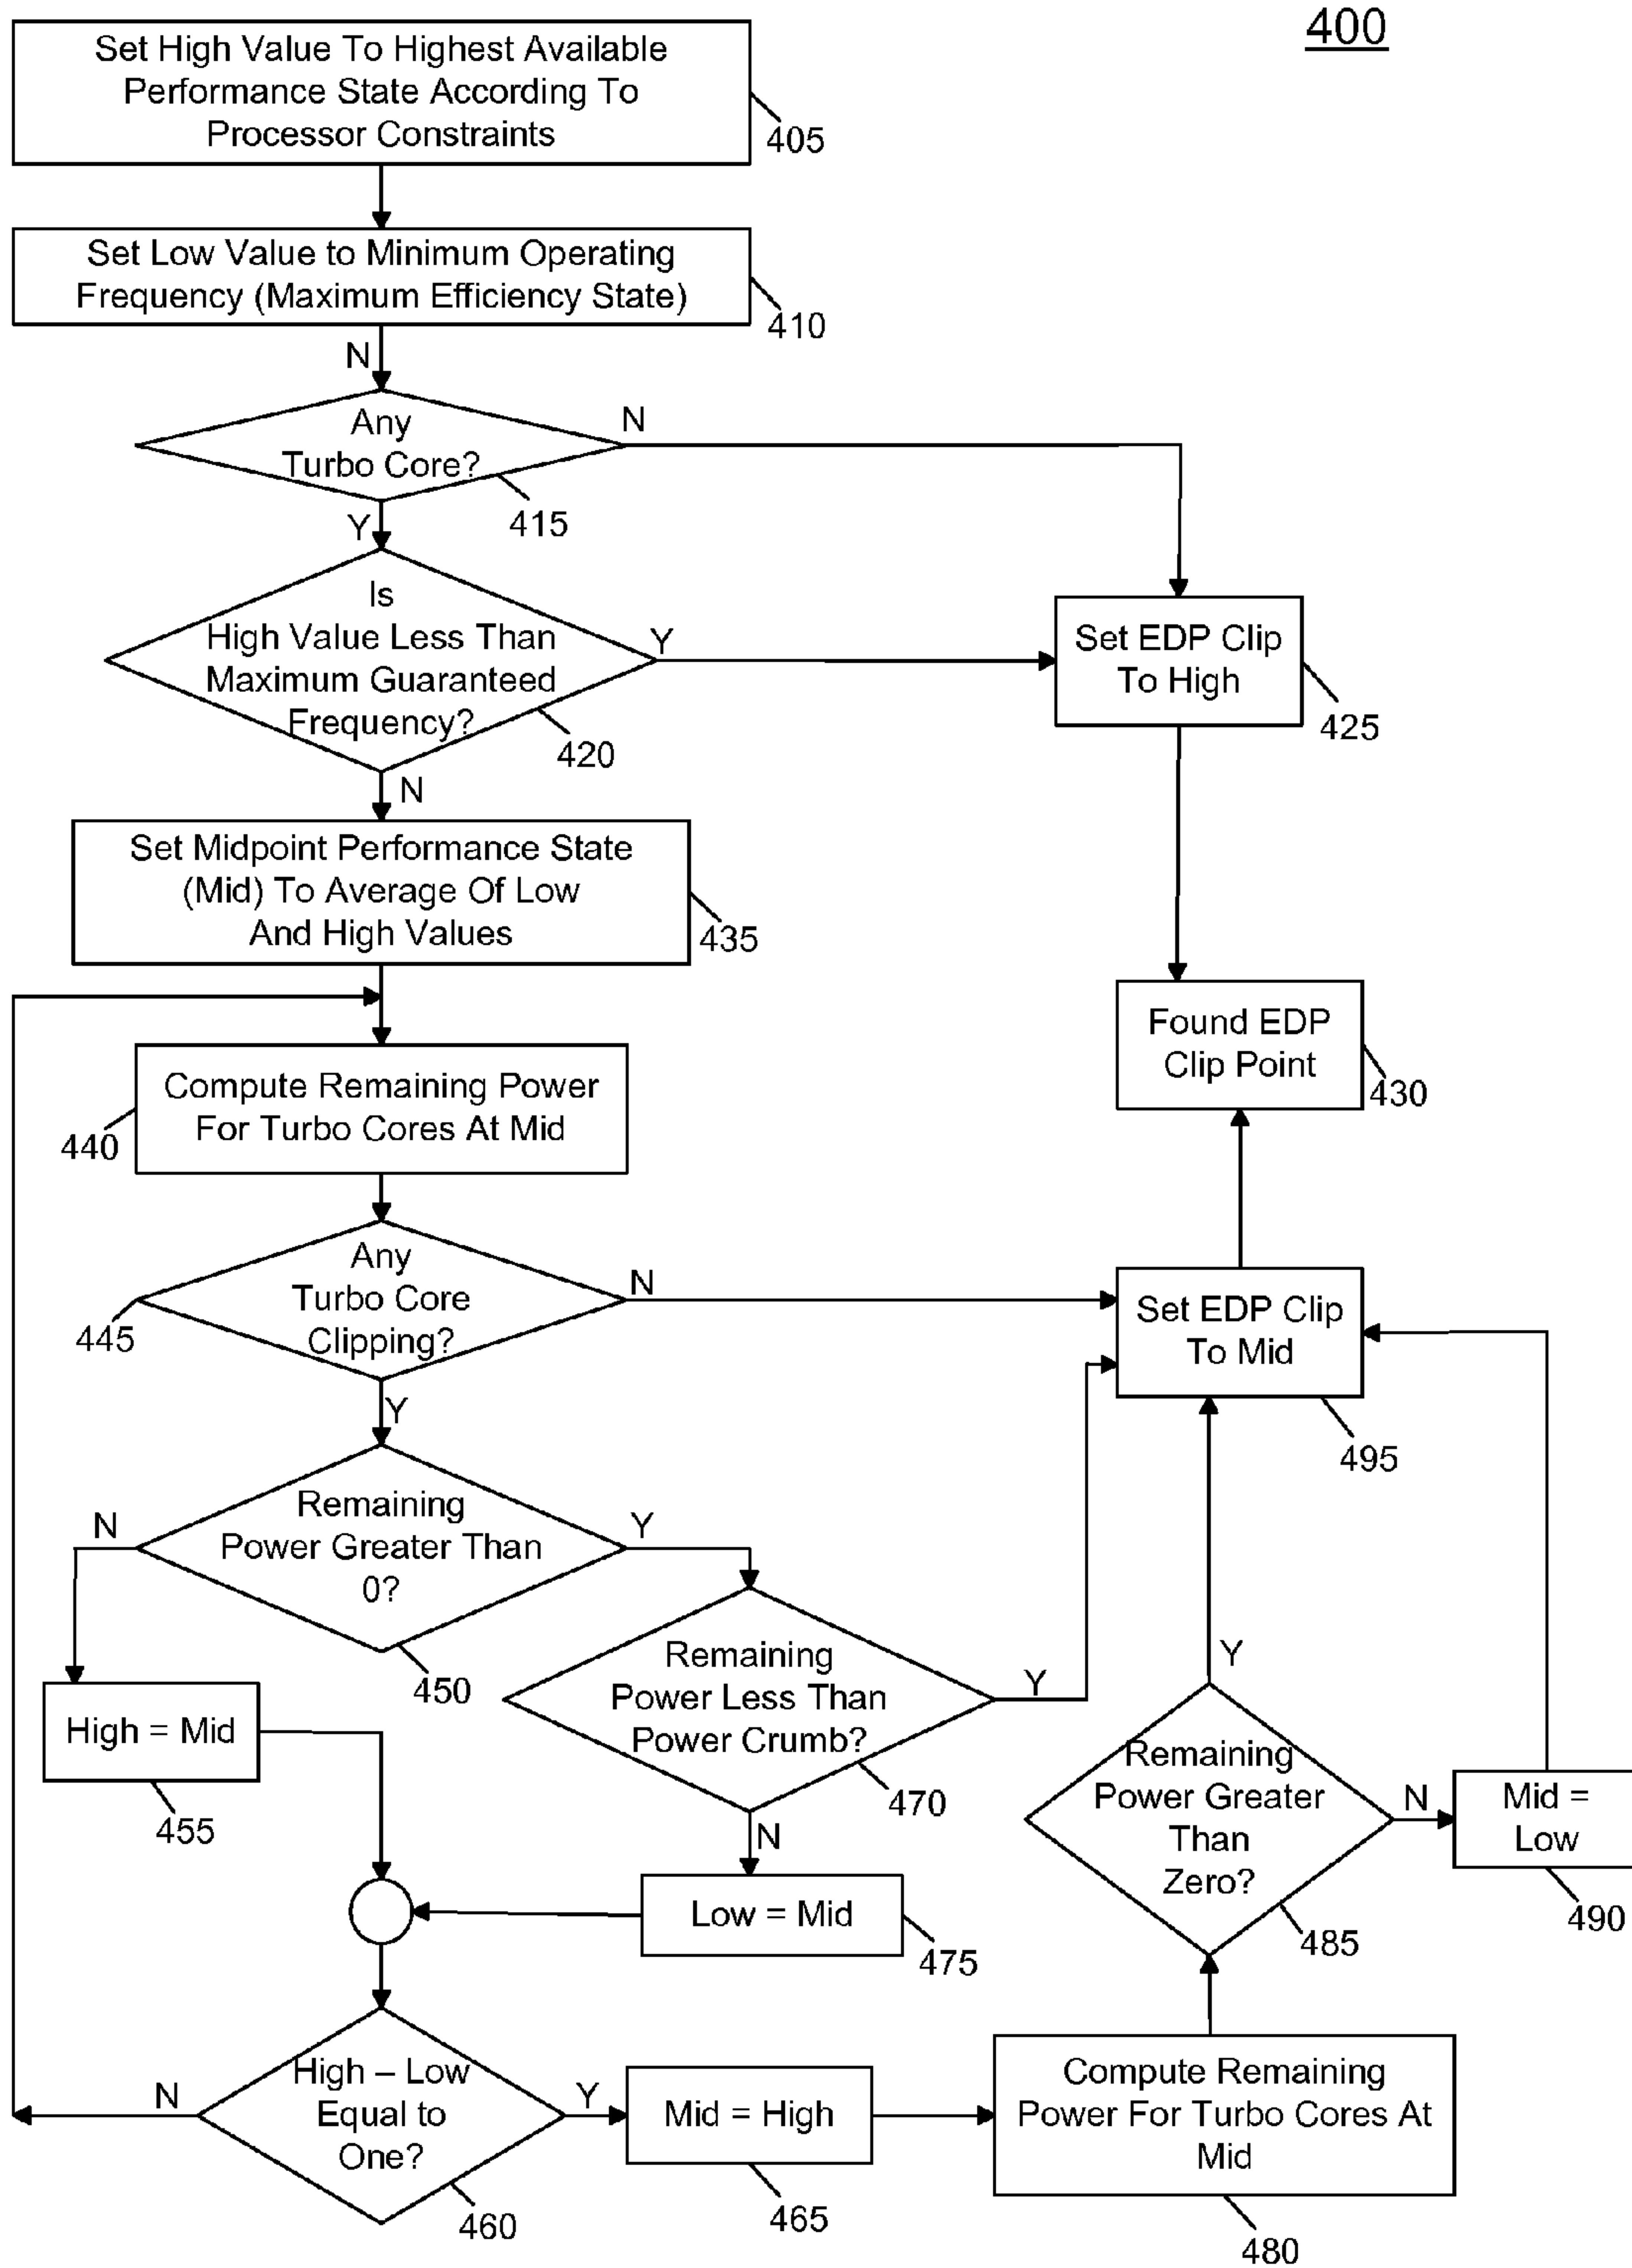 400
Set High Value To Highest Available
Performance State According To
Processor Constraints
405
Set Low Value to Minimum Operating
Frequency (Maximum Efficiency State)
410
N
Any
Turbo Core?
N
415
Y
Is
High Value Less Than
Maximum Guaranteed
Frequency?
Y
420
N
Set EDP Clip
To High
425
Set Midpoint Performance State
(Mid) To Average Of Low
And High Values
435
Found EDP
Clip Point
430
Compute Remaining Power
For Turbo Cores At Mid
440
Any
Turbo Core
Clipping?
N
445
Y
Set EDP Clip
To Mid
495
Remaining
Power Greater Than
0?
N
Y
450
High = Mid
455
Remaining
Power Less Than
Power Crumb?
Y
470
N
Low = Mid
475
Y
Remaining
Power Greater
Than
Zero?
N
485
Mid =
Low
490
High – Low
Equal to
One?
N
Y
460
Mid = High
465
Compute Remaining
Power For Turbo Cores At
Mid
480